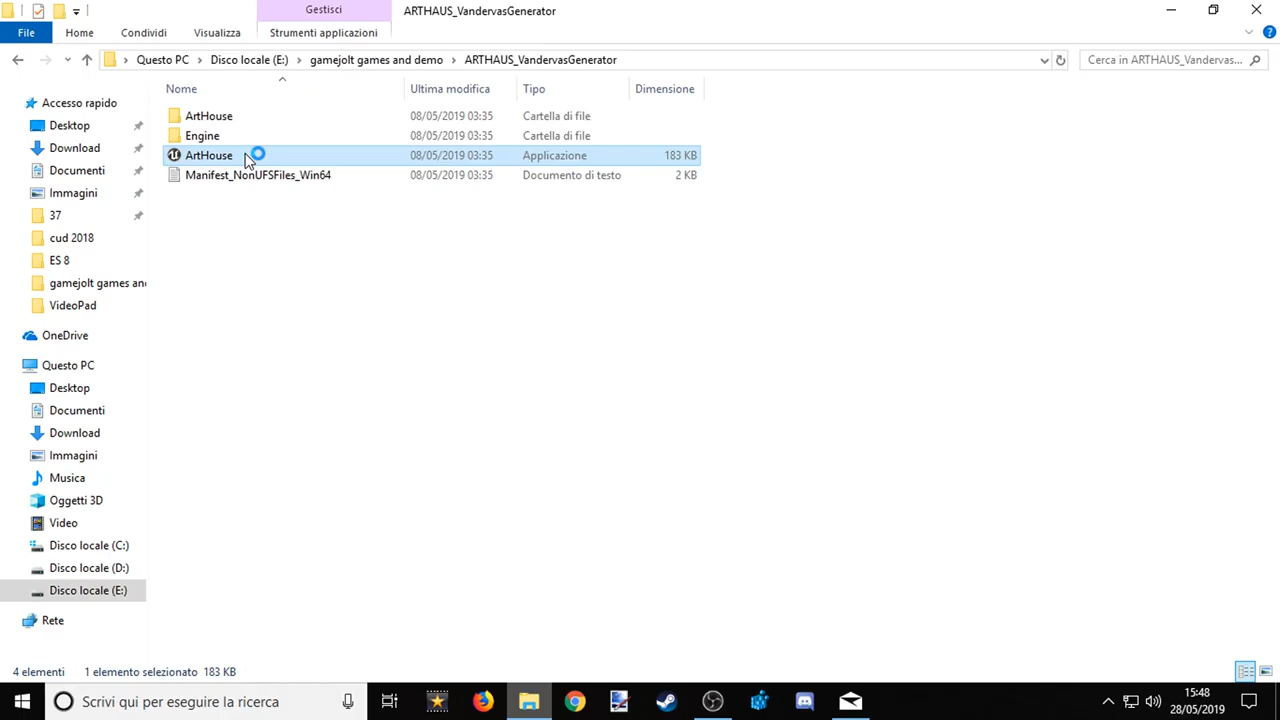 Gestisci
ARTHAUS_VandervasGenerator
File
Home
Condividi
Visualizza
Strumenti applicazioni
Questo PC
Disco locale (E:)
gamejolt games and demo
ARTHAUS_VandervasGenerator
Cerca in ARTHAUS_Vandervas...
Nome
Ultima modifica
Tipo
Dimensione
ArtHouse 08/05/2019 03:35 Cartella di file
Engine 08/05/2019 03:35 Cartella di file
ArtHouse 08/05/2019 03:35 Applicazione 183 KB
Manifest_NonUFSFiles_Win64 08/05/2019 03:35 Documento di testo 2 KB
Accesso rapido
Desktop
Download
Documenti
Immagini
37
cud 2018
ES 8
gamejolt games an
VideoPad
OneDrive
Questo PC
Desktop
Documenti
Download
Immagini
Musica
Oggetti 3D
Video
Disco locale (C:)
Disco locale (D:)
Disco locale (E:)
Rete
4 elementi
1 elemento selezionato 183 KB
Scrivi qui per eseguire la ricerca
15:48
28/05/2019